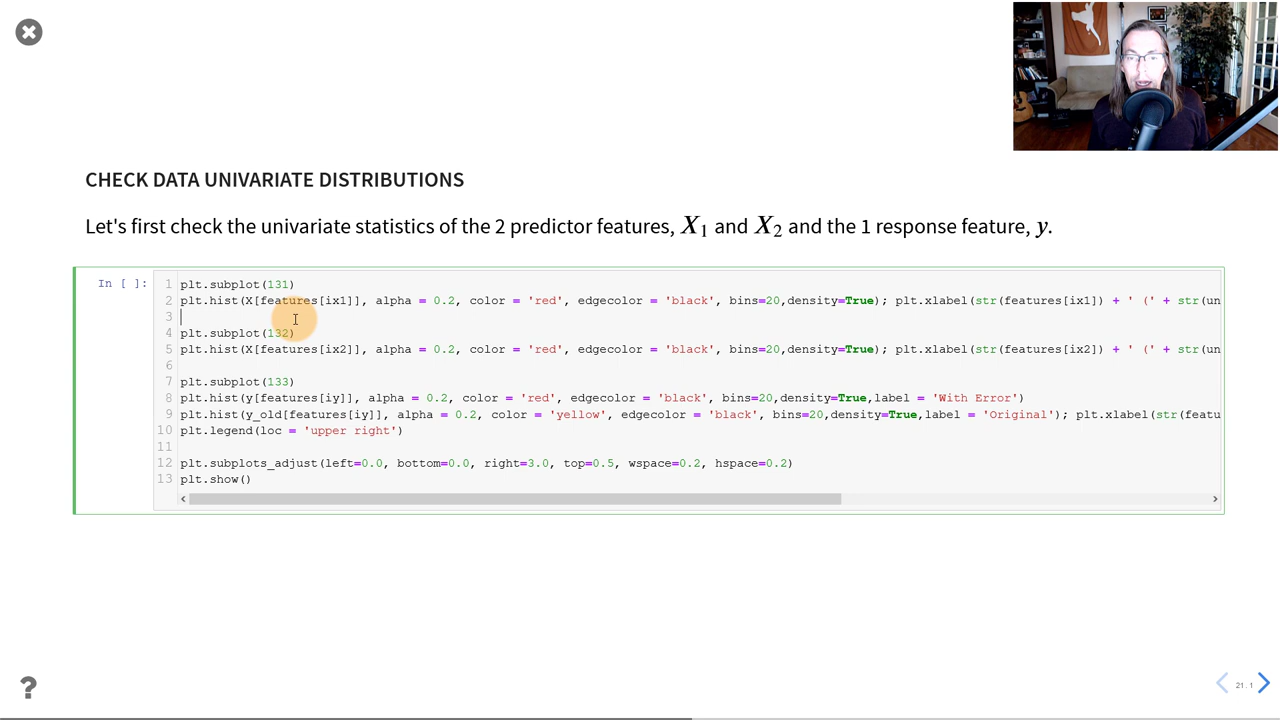 CHECK DATA UNIVARIATE DISTRIBUTIONS
Let's first check the univariate statistics of the 2 predictor features, X1 and X2 and the 1 response feature, y.
In [ ]:
1 plt.subplot(131)
2 plt.hist(X[features[ix1]], alpha = 0.2, color = 'red', edgecolor = 'black', bins=20,density=True); plt.xlabel(str(features[ix1]) + ' (' + str(un
3
4 plt.subplot(132)
5 plt.hist(X[features[ix2]], alpha = 0.2, color = 'red', edgecolor = 'black', bins=20,density=True); plt.xlabel(str(features[ix2]) + ' (' + str(un
6
7 plt.subplot(133)
8 plt.hist(y[features[iy]], alpha = 0.2, color = 'red', edgecolor = 'black', bins=20,density=True,label = 'With Error')
9 plt.hist(y_old[features[iy]], alpha = 0.2, color = 'yellow', edgecolor = 'black', bins=20,density=True,label = 'Original'); plt.xlabel(str(featu
10 plt.legend(loc = 'upper right')
11
12 plt.subplots_adjust(left=0.0, bottom=0.0, right=3.0, top=0.5, wspace=0.2, hspace=0.2)
13 plt.show()
?
21.1